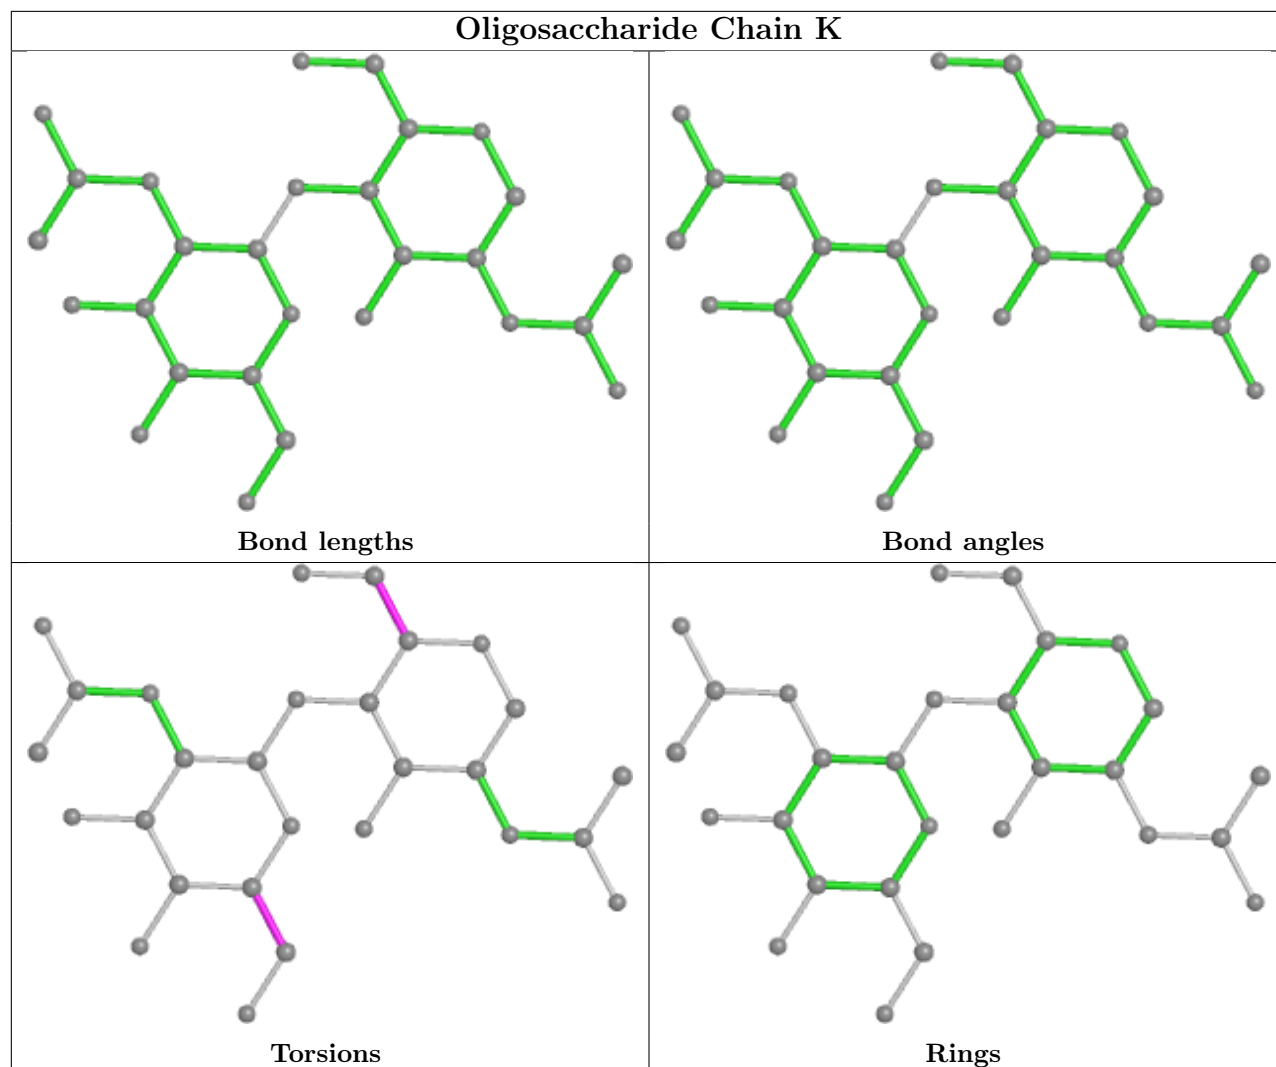 Oligosaccharide Chain K
Bond lengths
Bond angles
Torsions
Rings